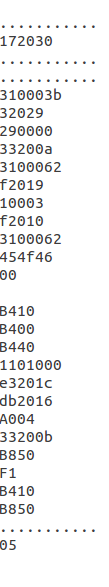 ...........
172030
...........
...........
310003b
32029
290000
33200a
3100062
f2019
10003
f2010
3100062
454f46
00

B410
B400
B440
1101000
e3201c
db2016
A004
33200b
B850
F1
B410
B850
...........
05